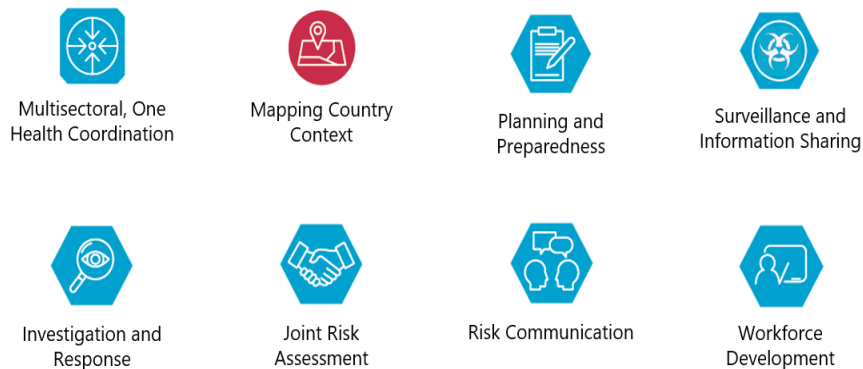 Multisectoral, One
Health Coordination
Mapping Country
Context
Planning and
Preparedness
Surveillance and
Information Sharing
Investigation and
Response
Joint Risk
Assessment
Risk Communication
Workforce
Development